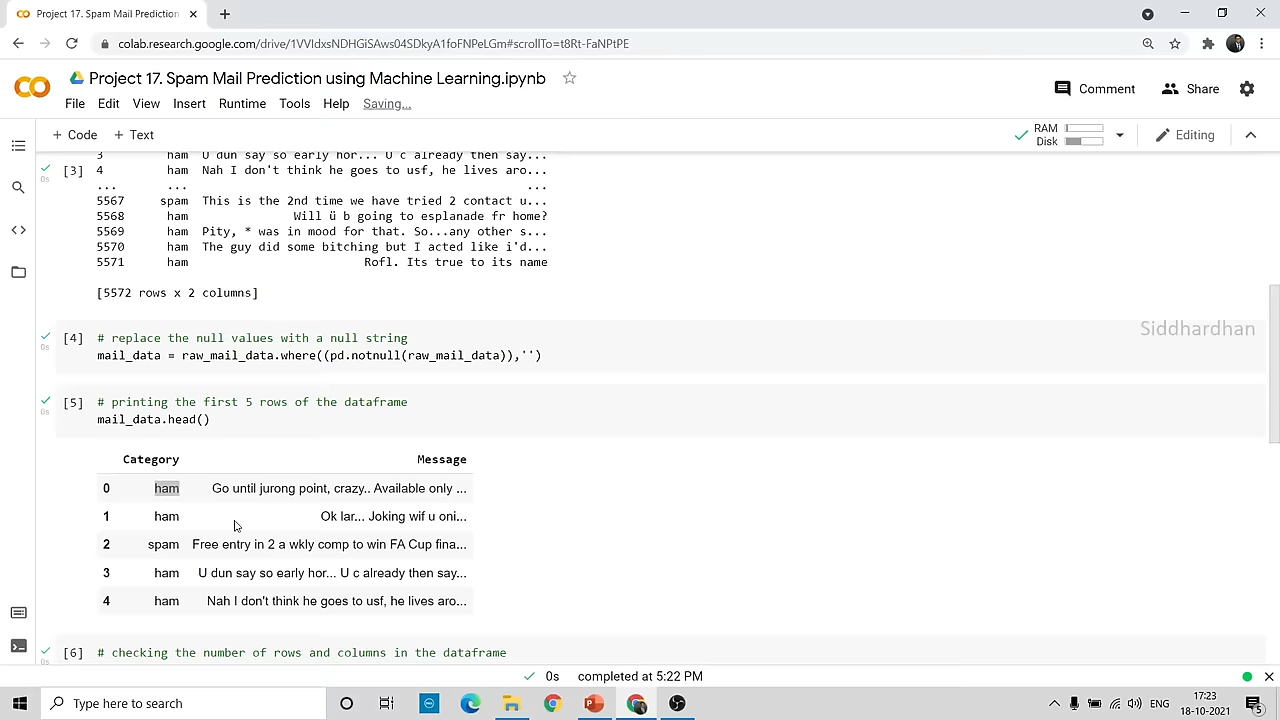 Project 17. Spam Mail Prediction
colab.research.google.com/drive/1VVIdxsNDHGiSAws04SDkyA1foFNPeLGm#scrollTo=t8Rt-FaNPtPE
Project 17. Spam Mail Prediction using Machine Learning.ipynb
Comment Share
File Edit View Insert Runtime Tools Help Saving...
+ Code + Text
RAM
Disk
Editing
3 ham U dun say so early hor... U c already then say...
[3] 4 ham Nah I don't think he goes to usf, he lives aro...
... ... ...
5567 spam This is the 2nd time we have tried 2 contact u...
5568 ham Will ü b going to esplanade fr home?
5569 ham Pity, * was in mood for that. So...any other s...
5570 ham The guy did some bitching but I acted like i'd...
5571 ham Rofl. Its true to its name
[5572 rows x 2 columns]
Siddhardhan
[4] # replace the null values with a null string
0s
mail_data = raw_mail_data.where((pd.notnull(raw_mail_data)),'')
[5] # printing the first 5 rows of the dataframe
0s
mail_data.head()
Category Message
0 ham Go until jurong point, crazy.. Available only ...
1 ham Ok lar... Joking wif u oni...
2 spam Free entry in 2 a wkly comp to win FA Cup fina...
3 ham U dun say so early hor... U c already then say...
4 ham Nah I don't think he goes to usf, he lives aro...
[6] # checking the number of rows and columns in the dataframe
0s completed at 5:22 PM
Type here to search
ENG
17:23
18-10-2021
5